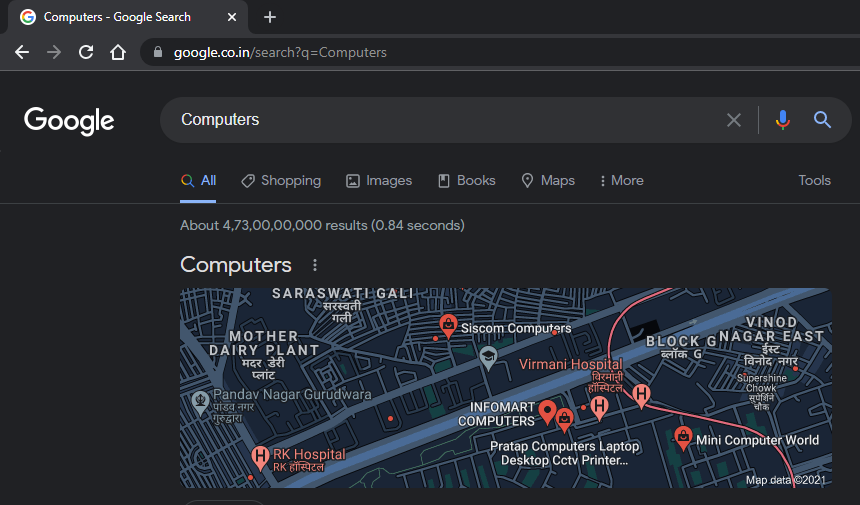 Computers - Google Search
google.co.in/search?q=Computers
Google
Computers
All
Shopping
Images
Books
Maps
More
Tools
About 4,73,00,00,000 results (0.84 seconds)
Computers
SARASWATI GALI
सरस्वती
गली
Siscom Computers
MOTHER
DAIRY PLANT
मदर डेरी
प्लांट
BLOCK G
ब्लॉक G
VINOD
NAGAR EAST
ईस्ट
विनोद नगर
Virmani Hospital
विरमानी
हॉस्पिटल
Supershine
Chowk
सुपेर्शिने
चौक
Pandav Nagar Gurudwara
पांडव नगर
गुरुद्वारा
INFOMART
COMPUTERS
Pratap Computers Laptop
Desktop Cctv Printer...
Mini Computer World
RK Hospital
RK हॉस्पिटल
Map data ©2021